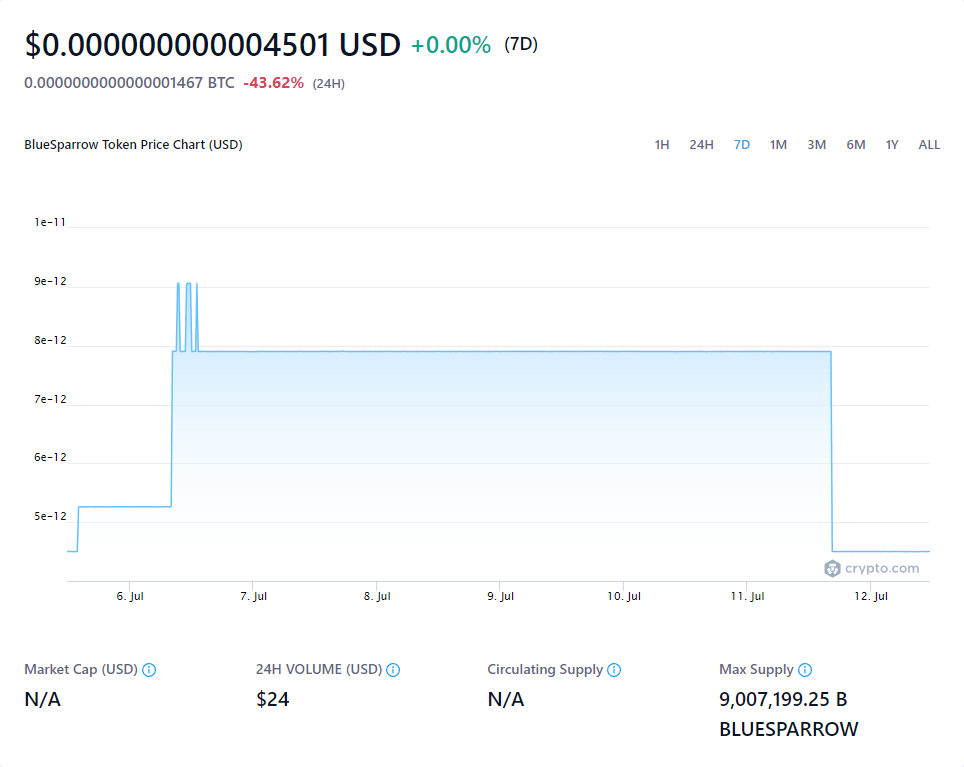 $0.000000000004501 USD +0.00% (7D)
0.0000000000000001467 BTC -43.62% (24H)
BlueSparrow Token Price Chart (USD) 1H 24H 7D 1M 3M 6M 1Y ALL
1e-11
9e-12
8e-12
7e-12
6e-12
5e-12
crypto.com
6. Jul 7. Jul 8. Jul 9. Jul 10. Jul 11. Jul 12. Jul
Market Cap (USD) 24H VOLUME (USD) Circulating Supply Max Supply
N/A $24 N/A 9,007,199.25 B
BLUESPARROW